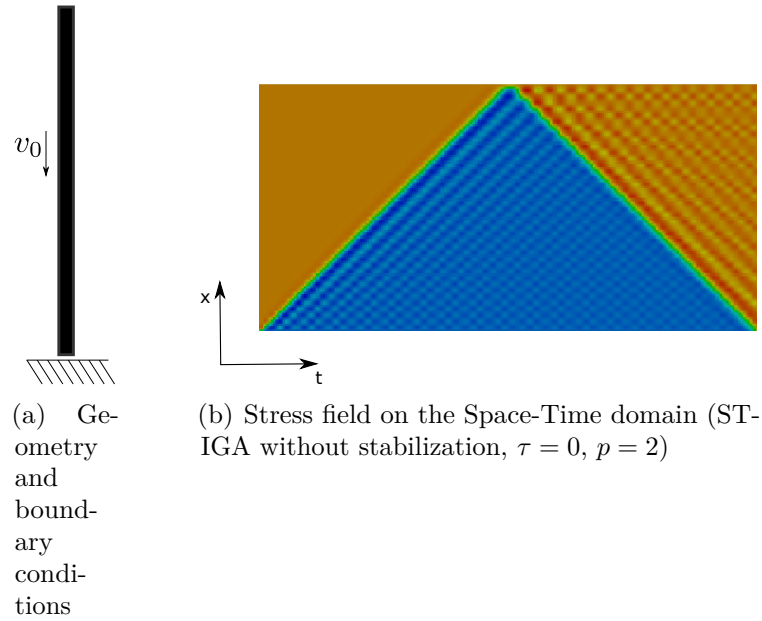 v₀
x
t
(a) Ge-
ometry
and
bound-
ary
condi-
tions
(b) Stress field on the Space-Time domain (ST-
IGA without stabilization, τ = 0, p = 2)